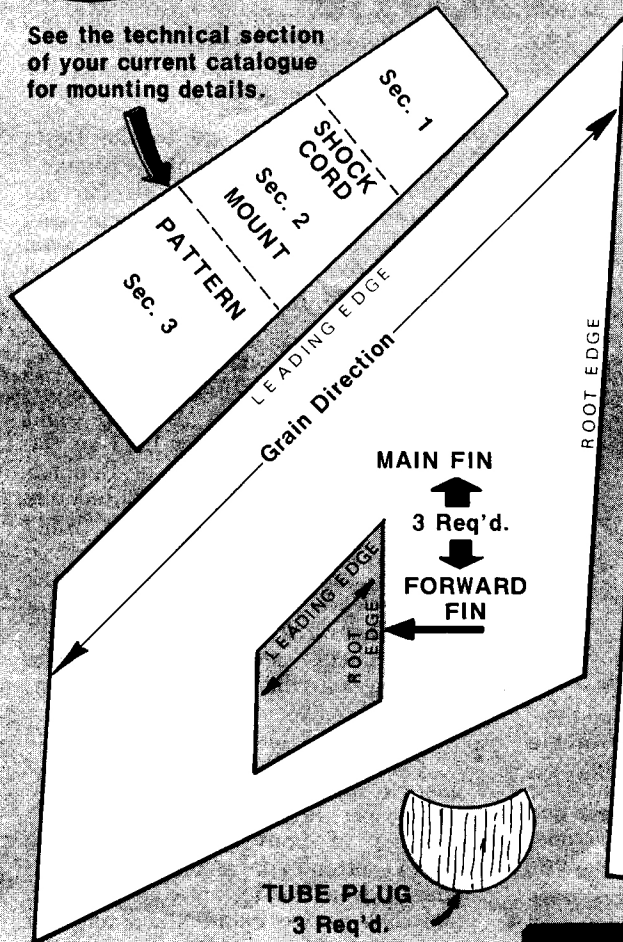 See the technical section
of your current catalogue
for mounting details.
Sec. 1
SHOCK
CORD
Sec. 2
MOUNT
PATTERN
Sec. 3
LEADING EDGE
Grain Direction
ROOT EDGE
MAIN FIN
3 Req'd.
FORWARD
FIN
LEADING EDGE
ROOT
EDGE
TUBE PLUG
3 Req'd.